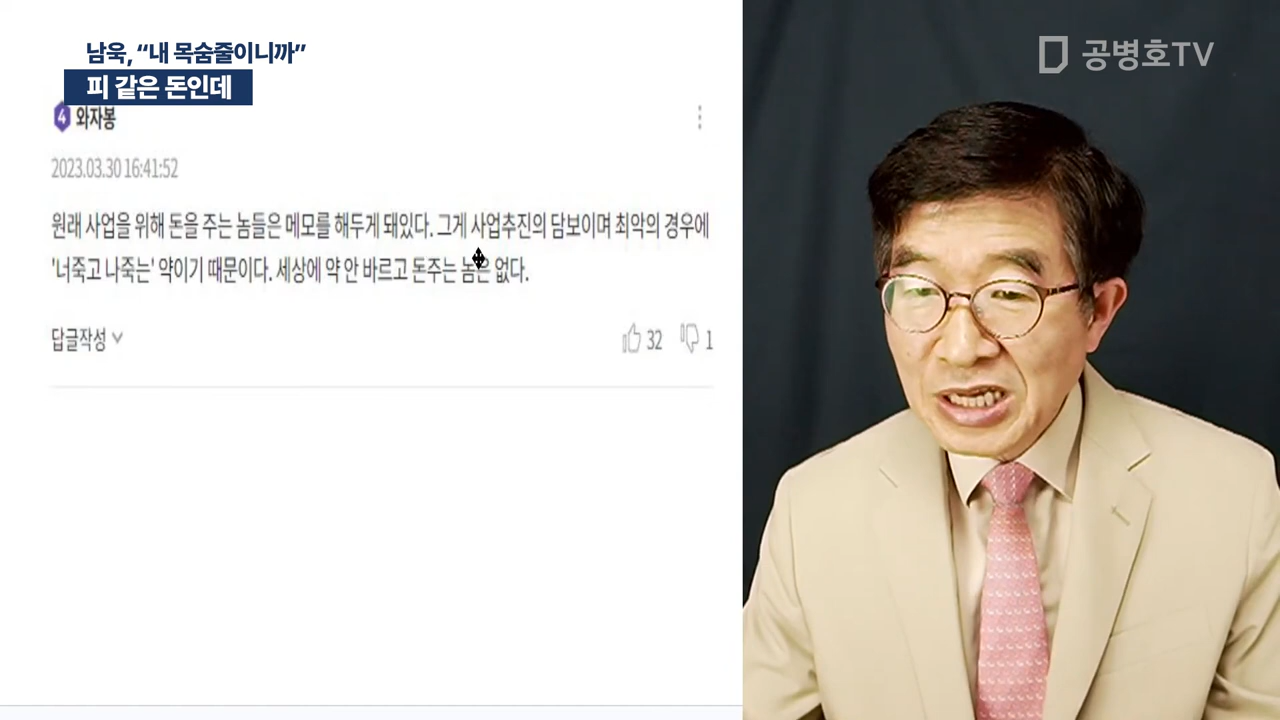 남욱, “내 목숨줄이니까”
피 같은 돈인데
공병호TV
4 와자봉
2023.03.30 16:41:52
원래 사업을 위해 돈을 주는 놈들은 메모를 해두게 돼있다. 그게 사업추진의 담보이며 최악의 경우에
'너죽고 나죽는' 약이기 때문이다. 세상에 약 안 바르고 돈주는 놈은 없다.
답글작성
32 1